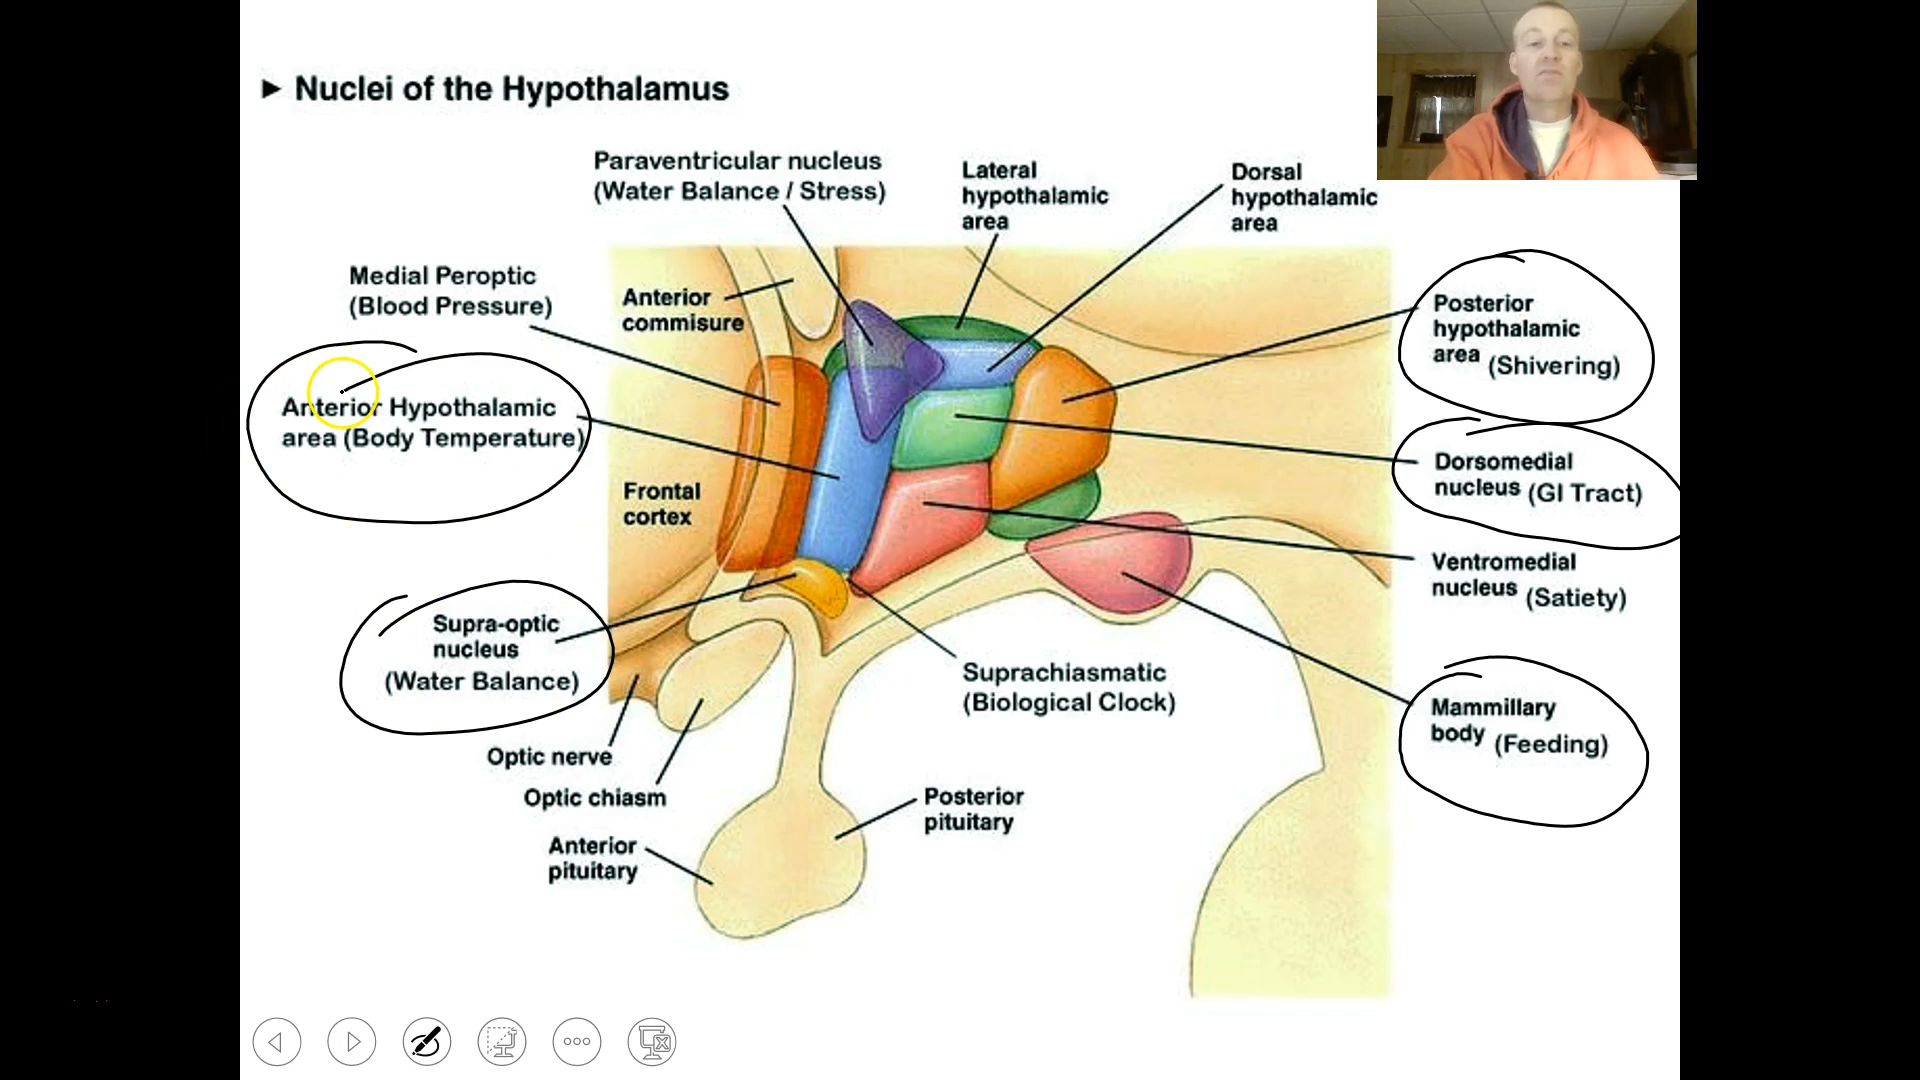 ► Nuclei of the Hypothalamus
Paraventricular nucleus
(Water Balance / Stress)
Lateral
hypothalamic
area
Dorsal
hypothalamic
area
Medial Peroptic
(Blood Pressure)
Anterior
commisure
Posterior
hypothalamic
area (Shivering)
Anterior Hypothalamic
area (Body Temperature)
Frontal
cortex
Dorsomedial
nucleus (GI Tract)
Ventromedial
nucleus (Satiety)
Supra-optic
nucleus
(Water Balance)
Suprachiasmatic
(Biological Clock)
Mammillary
body (Feeding)
Optic nerve
Optic chiasm
Posterior
pituitary
Anterior
pituitary